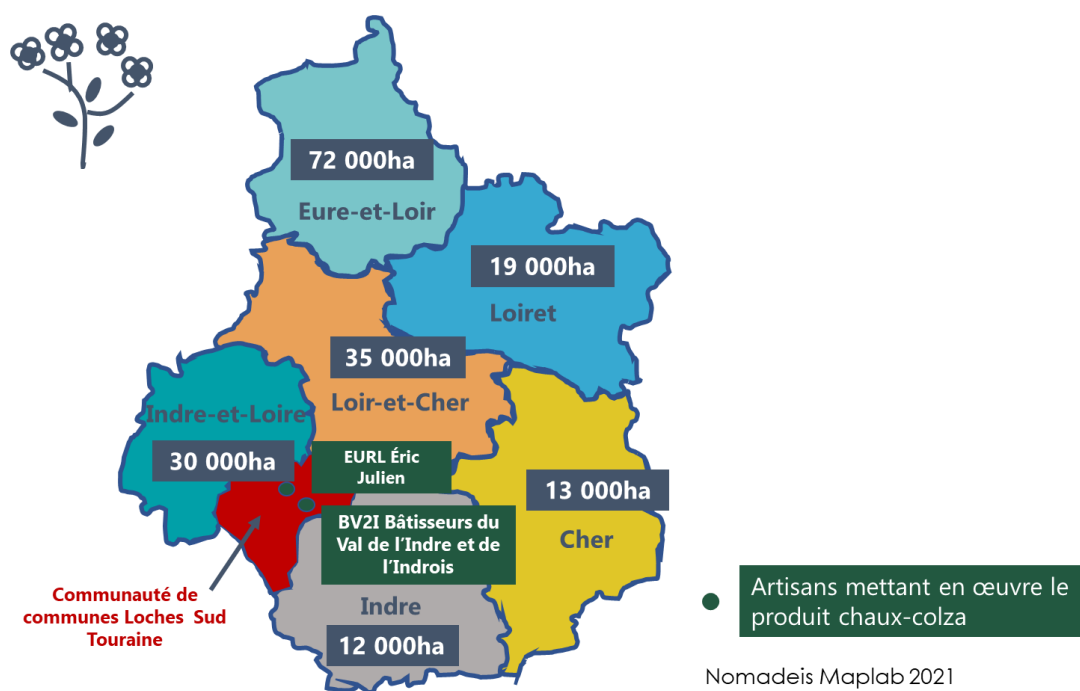 72 000ha
Eure-et-Loir
19 000ha
Loiret
35 000ha
Loir-et-Cher
Indre-et-Loire
30 000ha
EURL Éric
Julien
13 000ha
Cher
BV2I Bâtisseurs du
Val de l'Indre et de
l'Indrois
Communauté de
communes Loches Sud
Touraine
Indre
12 000ha
Artisans mettant en œuvre le
produit chaux-colza
Nomadeis Maplab 2021